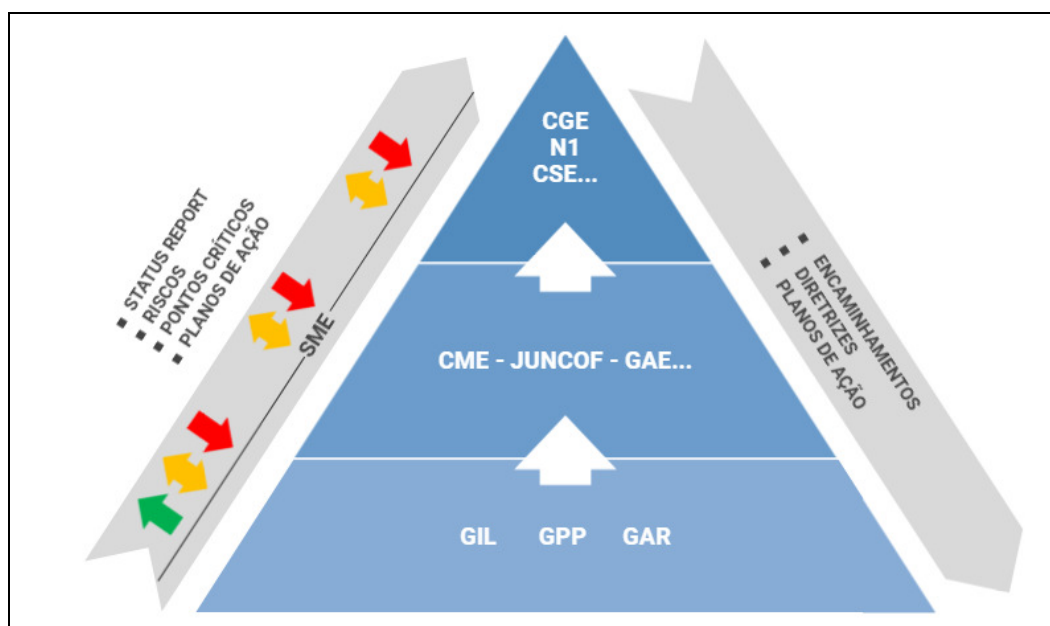 CGE
N1
CSE...
CME - JUNCOF - GAE...
GIL GPP GAR
▪ STATUS REPORT
▪ RISCOS
▪ PONTOS CRÍTICOS
▪ PLANOS DE AÇÃO
SME
▪ ENCAMINHAMENTOS
▪ DIRETRIZES
▪ PLANOS DE AÇÃO